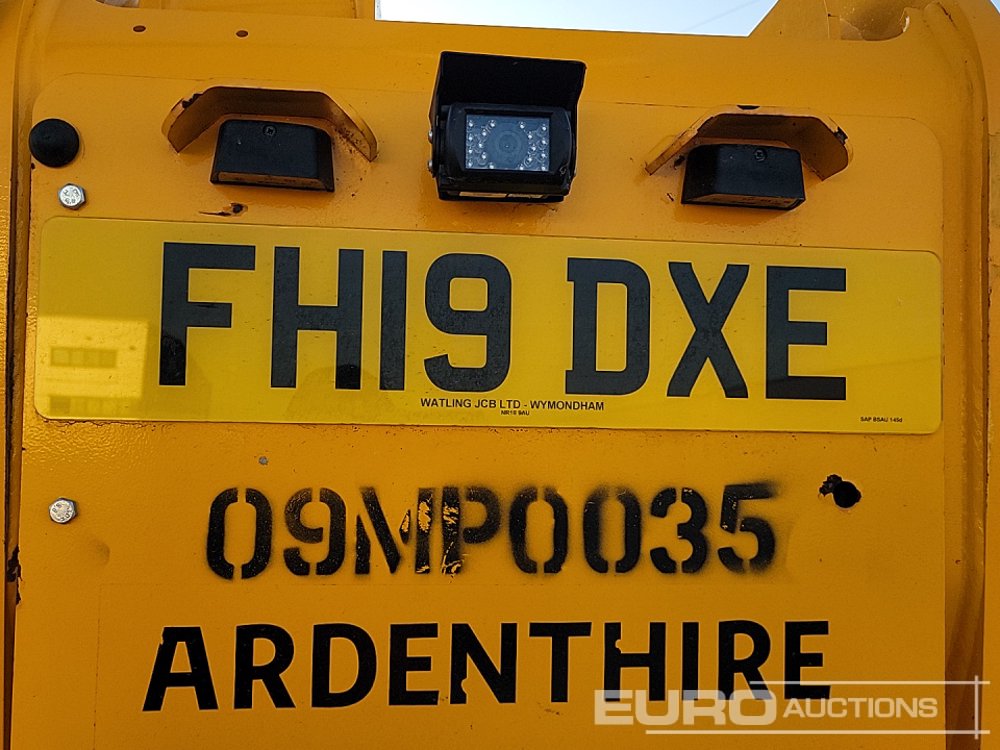 FH19 DXE
WATLING JCB LTD - WYMONDHAM
NR18 9AU
SAP BSAU 145d
09MP0035
ARDENTHIRE
EURO AUCTIONS